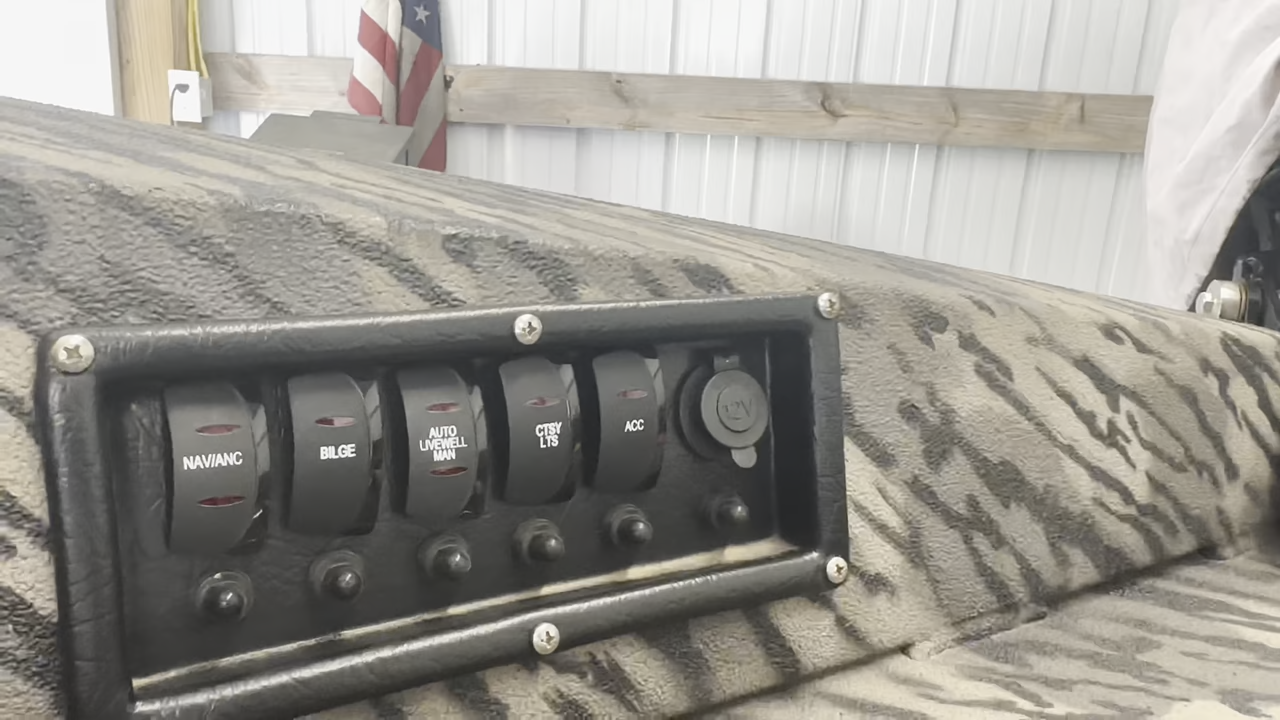 NAV/ANC
BILGE
AUTO
LIVEWELL
MAN
CTSY
LTS
ACC
12V